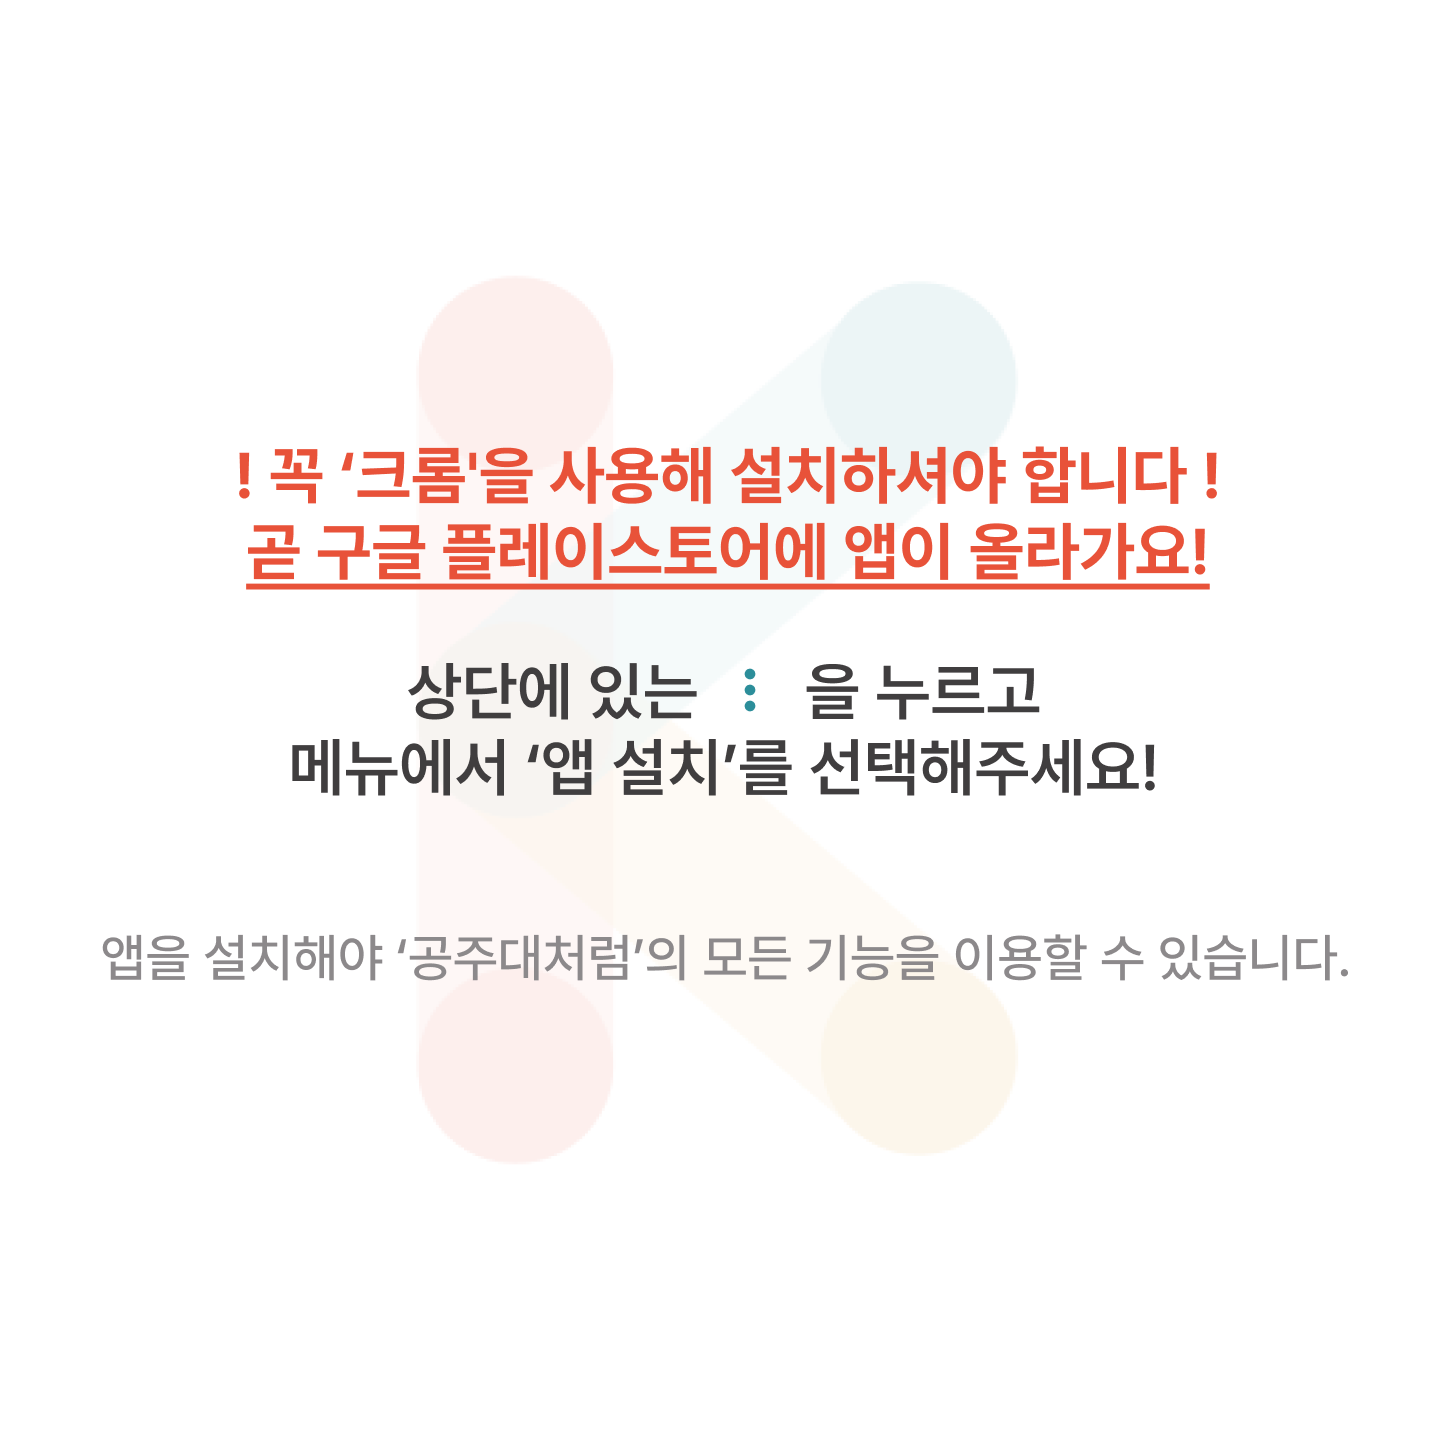 ! 꼭 ‘크롬'을 사용해 설치하셔야 합니다 !
곧 구글 플레이스토어에 앱이 올라가요!
상단에 있는 ⋮ 을 누르고
메뉴에서 ‘앱 설치’를 선택해주세요!
앱을 설치해야 ‘공주대처럼’의 모든 기능을 이용할 수 있습니다.